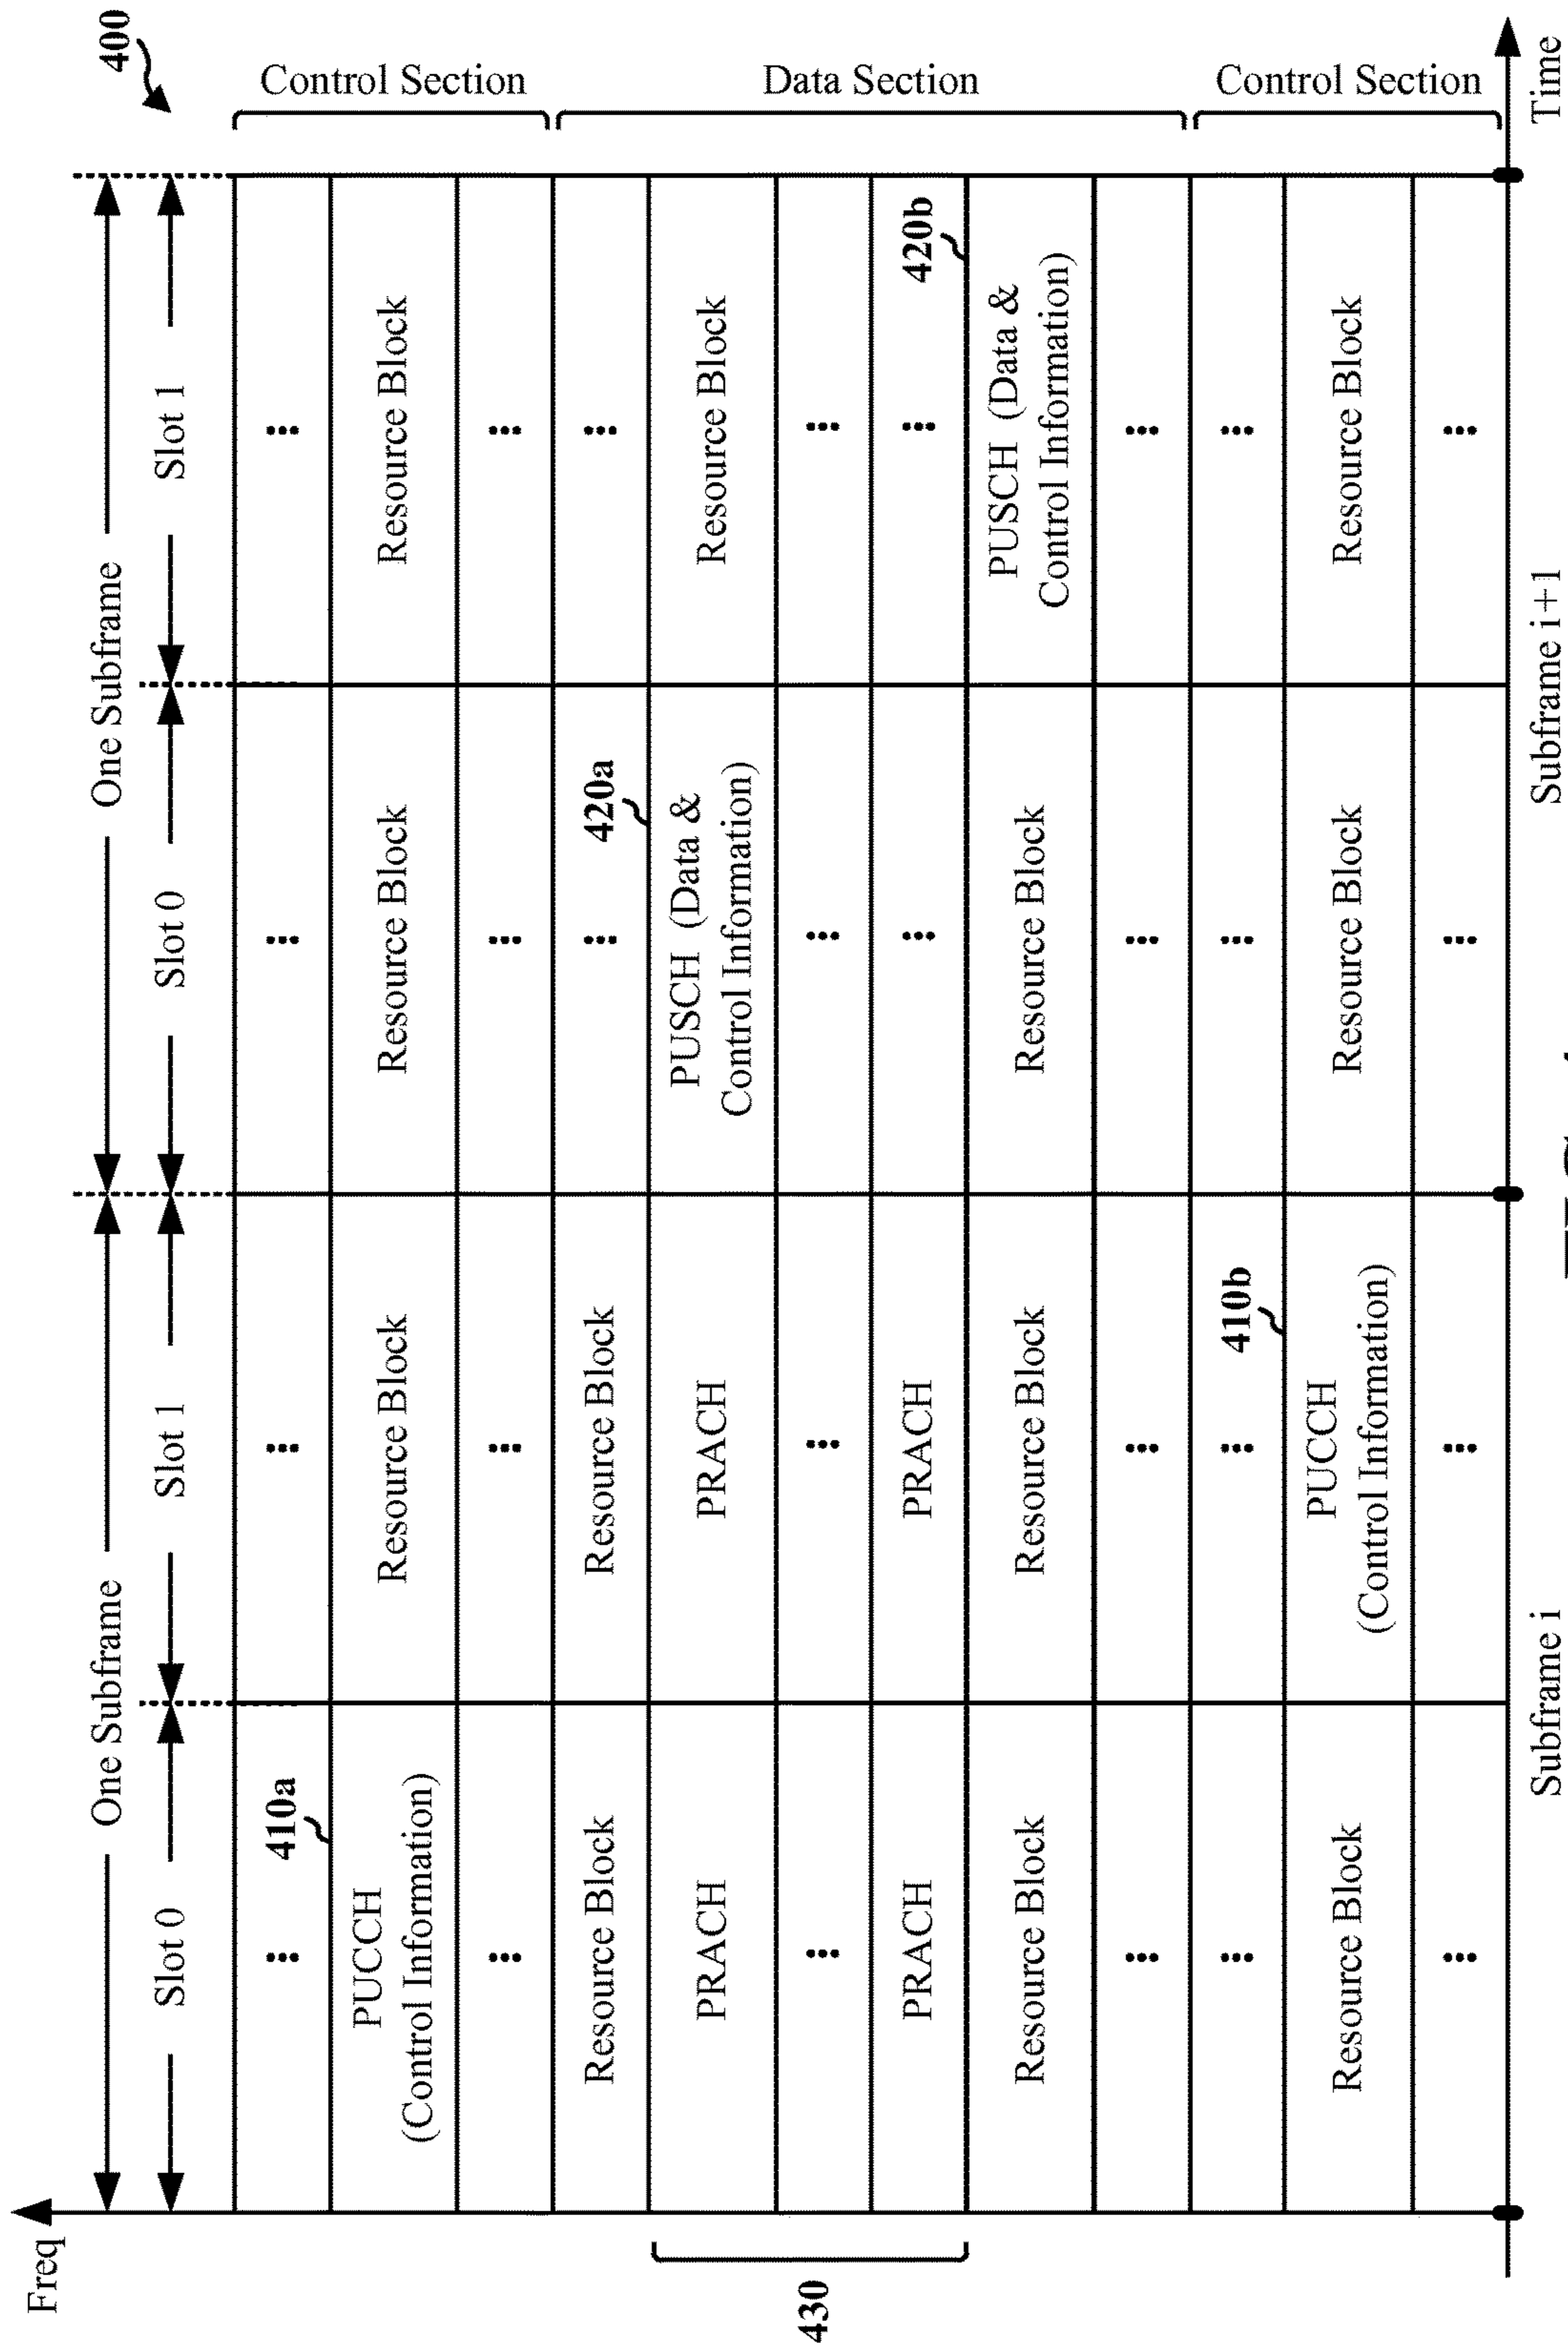 Freq
One Subframe
One Subframe
400
Slot 0
Slot 1
Slot 0
Slot 1
410a
⋮
⋮
⋮
⋮
PUCCH
(Control Information)
Resource Block
Resource Block
Resource Block
Control Section
⋮
⋮
⋮
⋮
Resource Block
Resource Block
⋮
420a
⋮
PRACH
PRACH
PUSCH (Data &
Control Information)
Resource Block
430
⋮
⋮
⋮
⋮
Data Section
PRACH
PRACH
⋮
⋮
420b
Resource Block
Resource Block
Resource Block
PUSCH (Data &
Control Information)
⋮
⋮
⋮
⋮
⋮
⋮
410b
⋮
⋮
Resource Block
PUCCH
(Control Information)
Resource Block
Resource Block
Control Section
⋮
⋮
⋮
⋮
Subframe i
Subframe i+1
Time